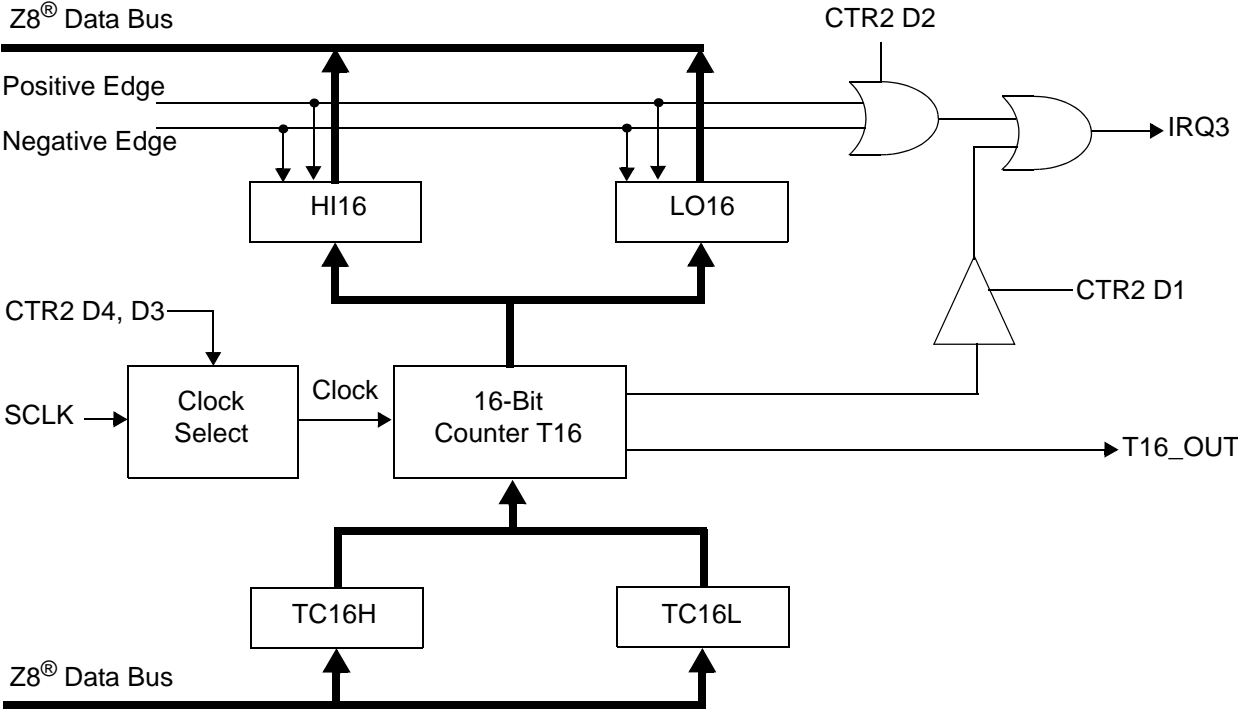 Z8® Data Bus
CTR2 D2
Positive Edge
Negative Edge
IRQ3
HI16
LO16
CTR2 D4, D3
CTR2 D1
SCLK
Clock
Select
Clock
16-Bit
Counter T16
T16_OUT
TC16H
TC16L
Z8® Data Bus